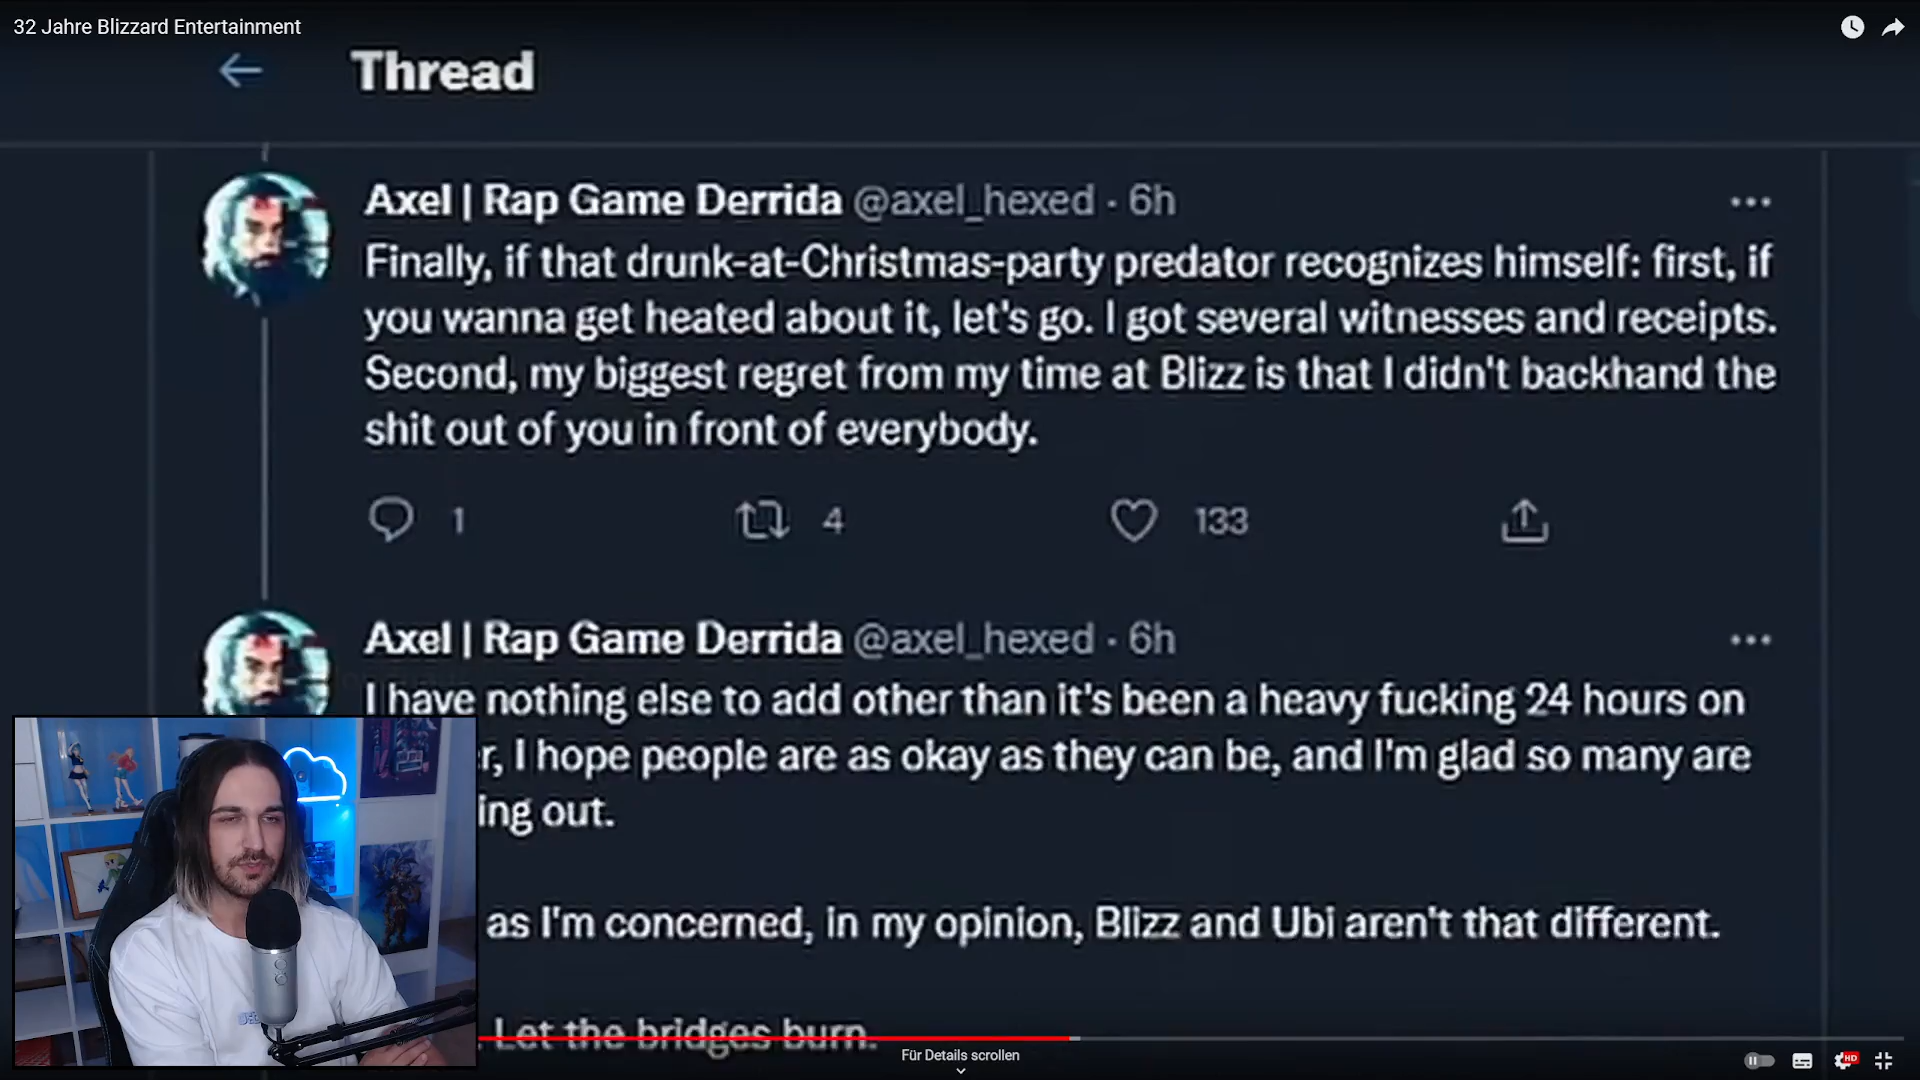 32 Jahre Blizzard Entertainment
Thread
Axel | Rap Game Derrida @axel_hexed · 6h
Finally, if that drunk-at-Christmas-party predator recognizes himself: first, if
you wanna get heated about it, let's go. I got several witnesses and receipts.
Second, my biggest regret from my time at Blizz is that I didn't backhand the
shit out of you in front of everybody.
1 4 133
Axel | Rap Game Derrida @axel_hexed · 6h
I have nothing else to add other than it's been a heavy fucking 24 hours on
r, I hope people are as okay as they can be, and I'm glad so many are
ing out.
as I'm concerned, in my opinion, Blizz and Ubi aren't that different.
. Let the bridges burn.
Für Details scrollen
HD